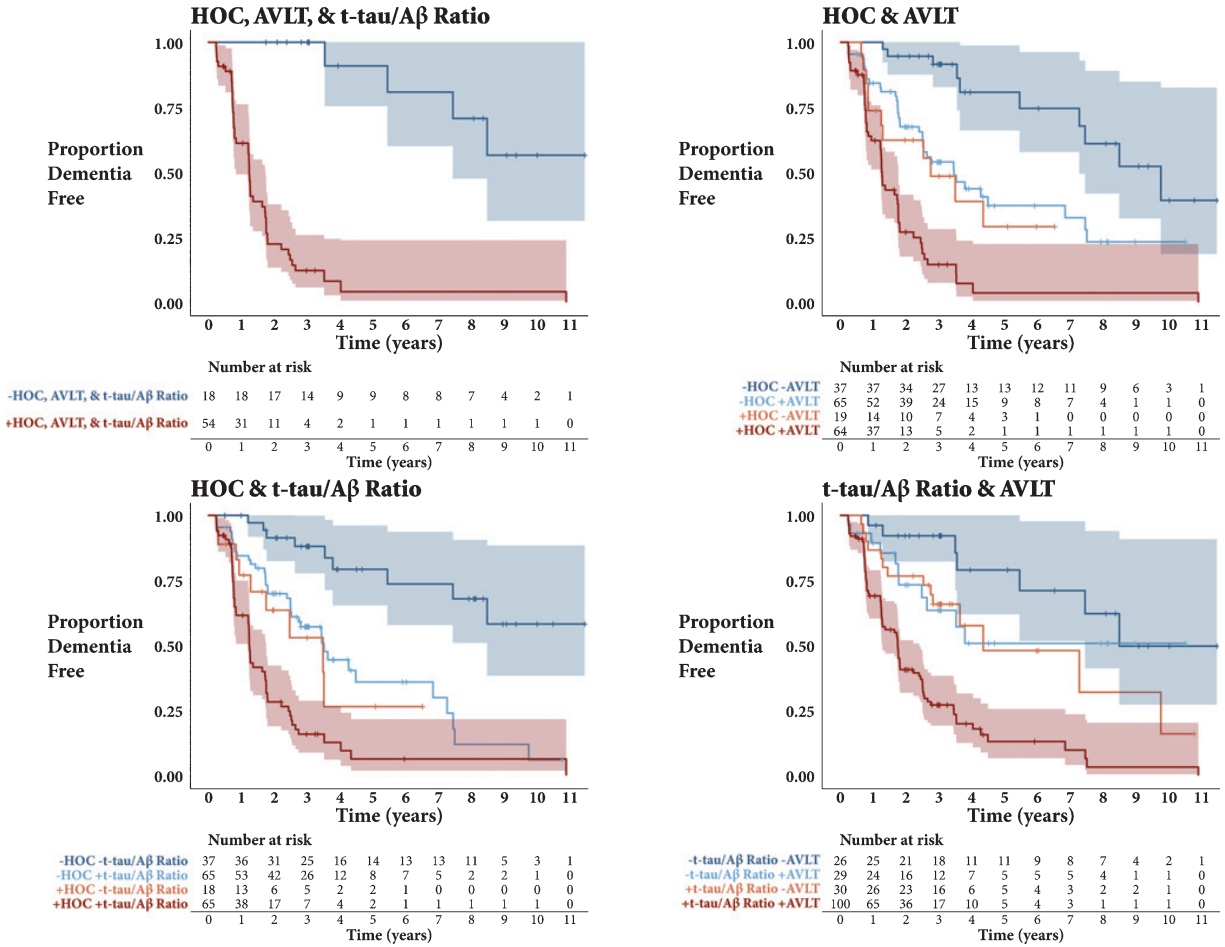 HOC, AVLT, & t-tau/Aβ Ratio
1.00
0.75
0.50
0.25
0.00
Proportion
Dementia
Free
0 1 2 3 4 5 6 7 8 9 10 11
Time (years)
Number at risk
-HOC, AVLT, & t-tau/Aβ Ratio 18 18 17 14 9 9 8 8 7 4 2 1
+HOC, AVLT, & t-tau/Aβ Ratio 54 31 11 4 2 1 1 1 1 1 1 0
0 1 2 3 4 5 6 7 8 9 10 11
Time (years)
HOC & AVLT
1.00
0.75
0.50
0.25
0.00
Proportion
Dementia
Free
0 1 2 3 4 5 6 7 8 9 10 11
Time (years)
Number at risk
-HOC -AVLT 37 37 34 27 13 13 12 11 9 6 3 1
-HOC +AVLT 65 52 39 24 15 9 8 7 4 1 1 0
+HOC -AVLT 19 14 10 7 4 3 1 0 0 0 0 0
+HOC +AVLT 64 37 13 5 2 1 1 1 1 1 1 0
0 1 2 3 4 5 6 7 8 9 10 11
Time (years)
HOC & t-tau/Aβ Ratio
1.00
0.75
0.50
0.25
0.00
Proportion
Dementia
Free
0 1 2 3 4 5 6 7 8 9 10 11
Time (years)
Number at risk
-HOC -t-tau/Aβ Ratio 37 36 31 25 16 14 13 13 11 5 3 1
-HOC +t-tau/Aβ Ratio 65 53 42 26 12 8 7 5 2 2 1 0
+HOC -t-tau/Aβ Ratio 18 13 6 5 2 2 1 0 0 0 0 0
+HOC +t-tau/Aβ Ratio 65 38 17 7 4 2 1 1 1 1 1 0
0 1 2 3 4 5 6 7 8 9 10 11
Time (years)
t-tau/Aβ Ratio & AVLT
1.00
0.75
0.50
0.25
0.00
Proportion
Dementia
Free
0 1 2 3 4 5 6 7 8 9 10 11
Time (years)
Number at risk
-t-tau/Aβ Ratio -AVLT 26 25 21 18 11 11 9 8 7 4 2 1
-t-tau/Aβ Ratio +AVLT 29 24 16 12 7 5 5 5 4 1 1 0
+t-tau/Aβ Ratio -AVLT 30 26 23 16 6 5 4 3 2 2 1 0
+t-tau/Aβ Ratio +AVLT 100 65 36 17 10 5 4 3 1 1 1 0
0 1 2 3 4 5 6 7 8 9 10 11
Time (years)